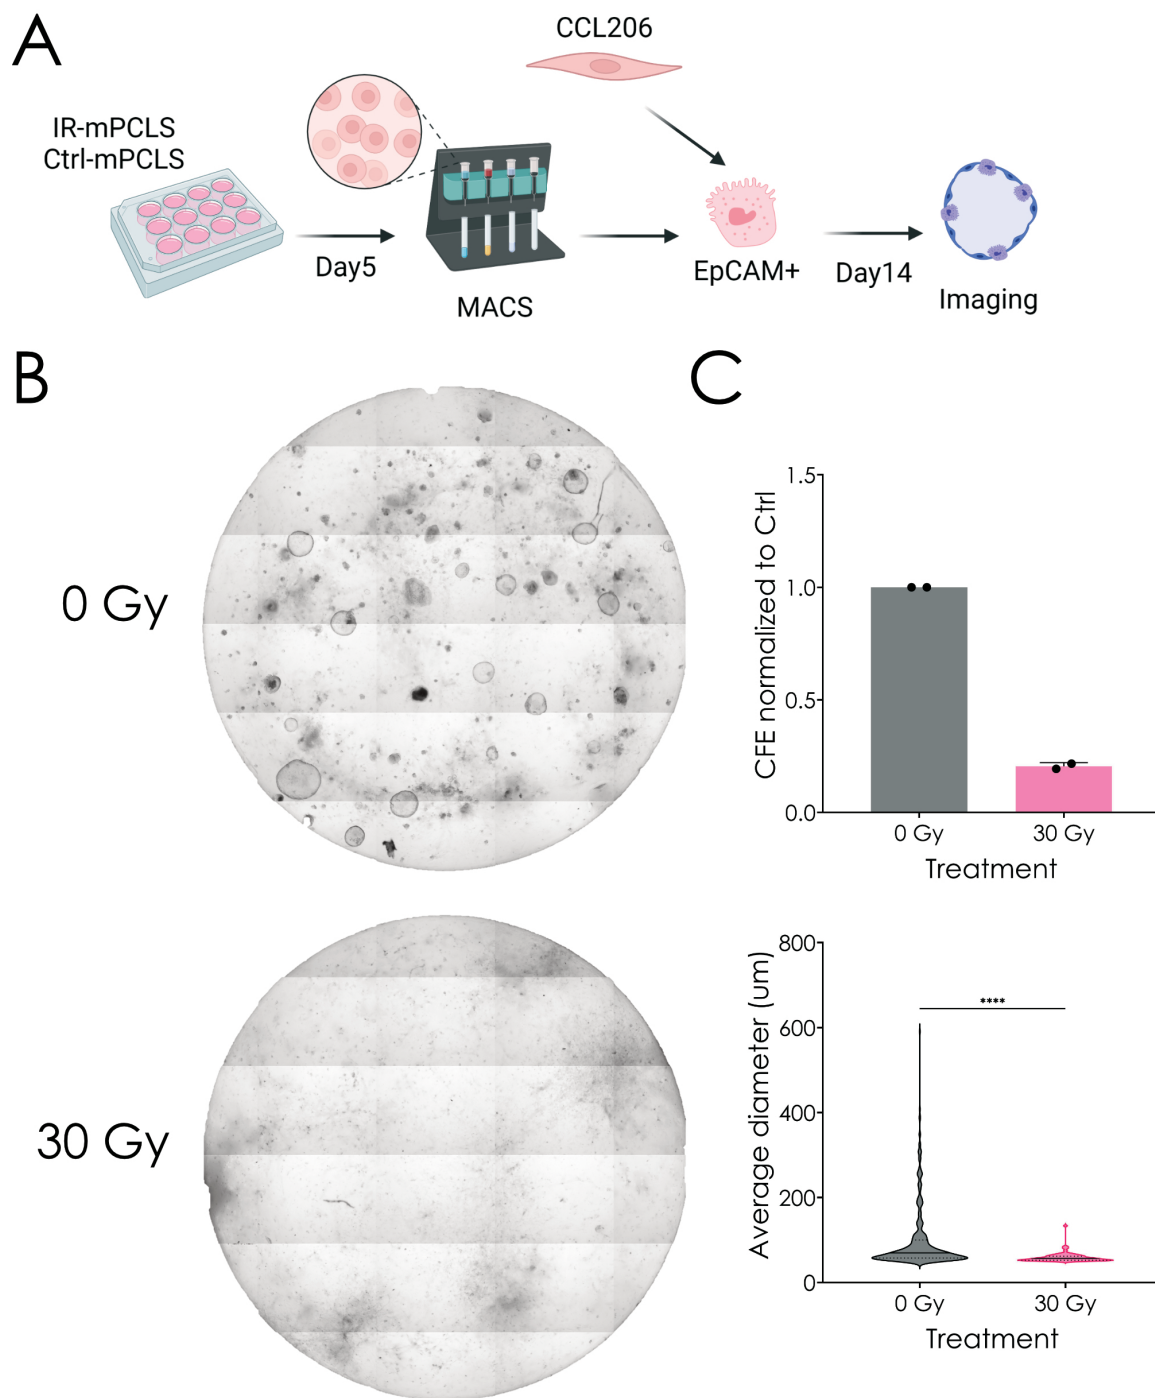 A
CCL206
IR-mPCLS
Ctrl-mPCLS
Day5
MACS
EpCAM+
Day14
Imaging
B
0 Gy
30 Gy
C
CFE normalized to Ctrl
1.5
1.0
0.5
0.0
0 Gy
30 Gy
Treatment
Average diameter (um)
800
600
400
200
0
****
0 Gy
30 Gy
Treatment